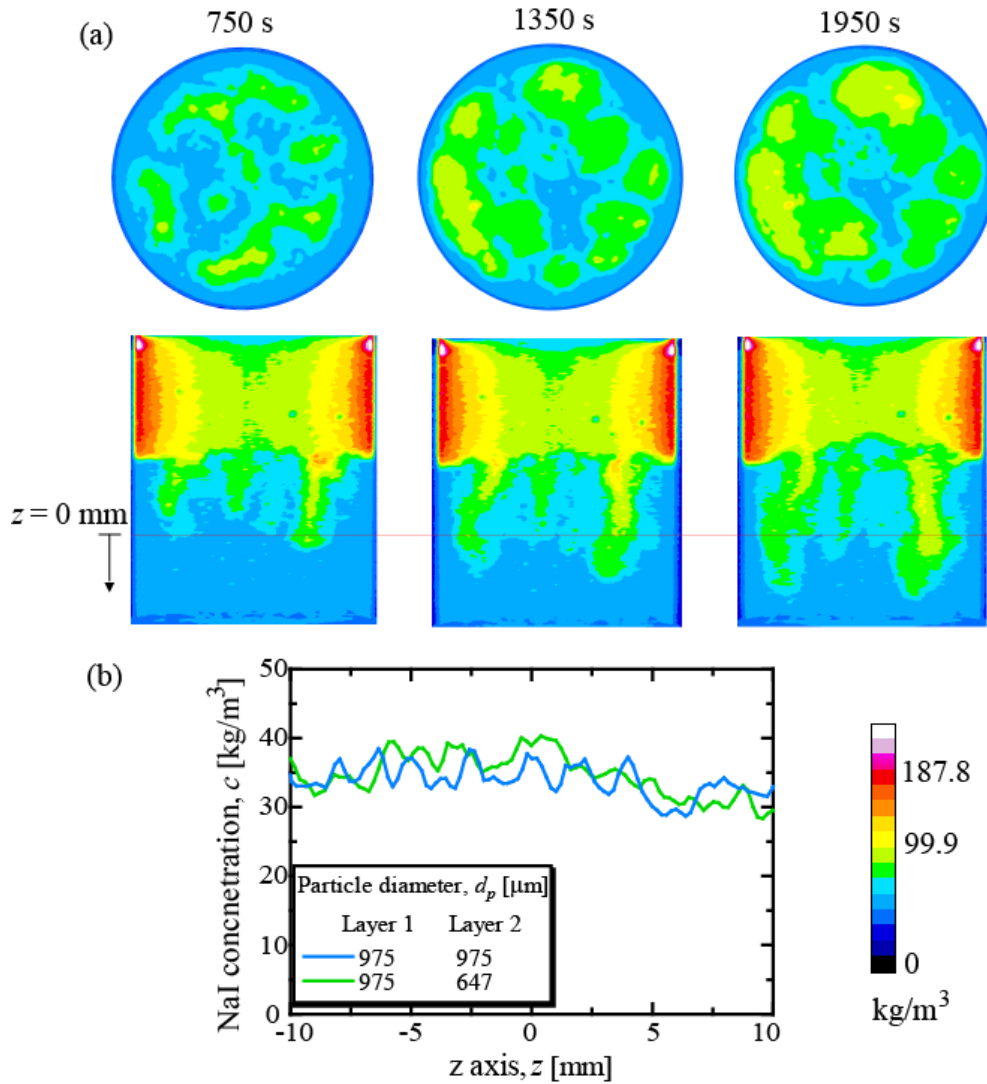 (a)
750 s
1350 s
1950 s
z = 0 mm
(b)
NaI concnetration, c [kg/m³]
50
40
30
20
10
0
Particle diameter, dₚ [µm]
Layer 1 Layer 2
975 975
975 647
-10 -5 0 5 10
z axis, z [mm]
187.8
99.9
0
kg/m³